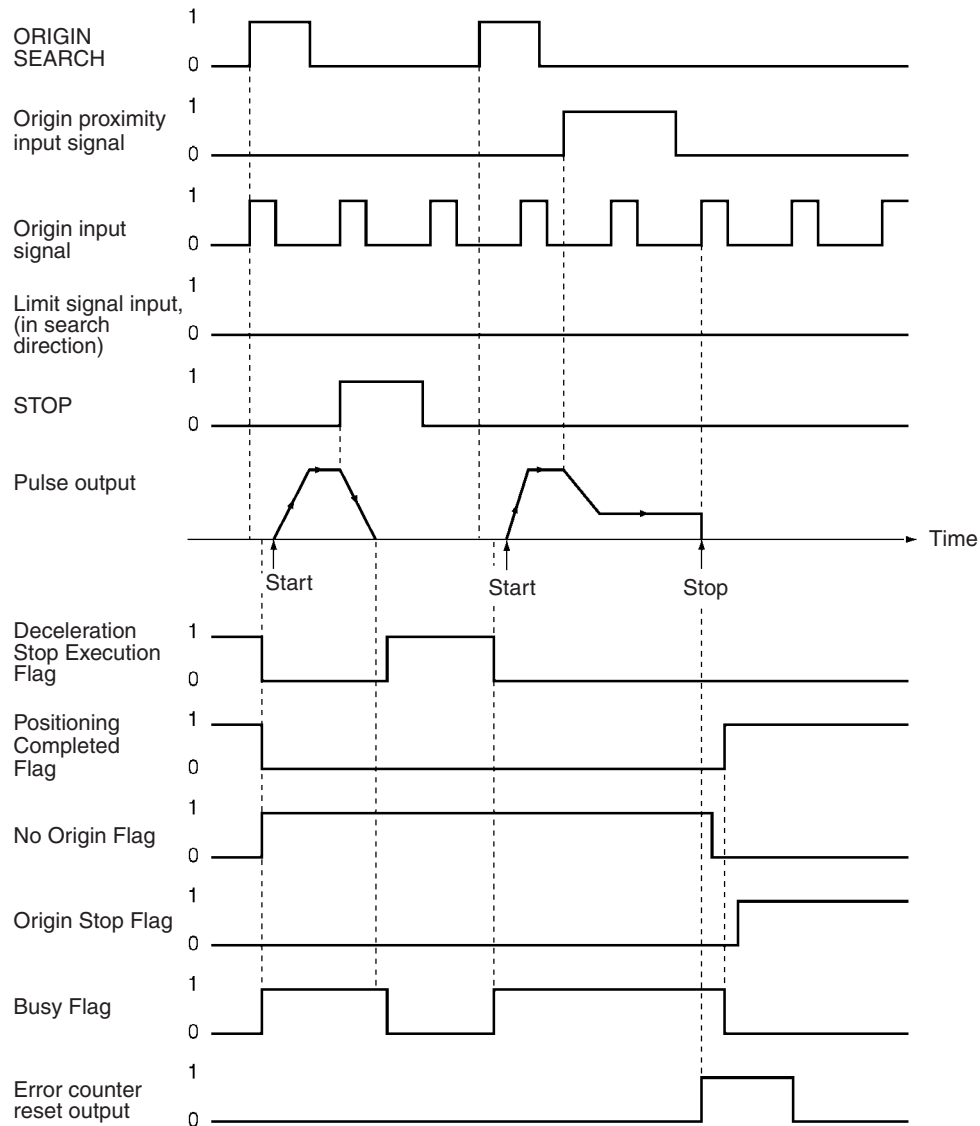 1
ORIGIN
SEARCH
0
1
Origin proximity
input signal
0
1
Origin input
signal
0
1
Limit signal input,
(in search
direction)
0
1
STOP
0
Pulse output
Time
Start
Start
Stop
Deceleration
Stop Execution
Flag
1
0
Positioning
Completed
Flag
1
0
1
No Origin Flag
0
1
Origin Stop Flag
0
1
Busy Flag
0
1
Error counter
reset output
0